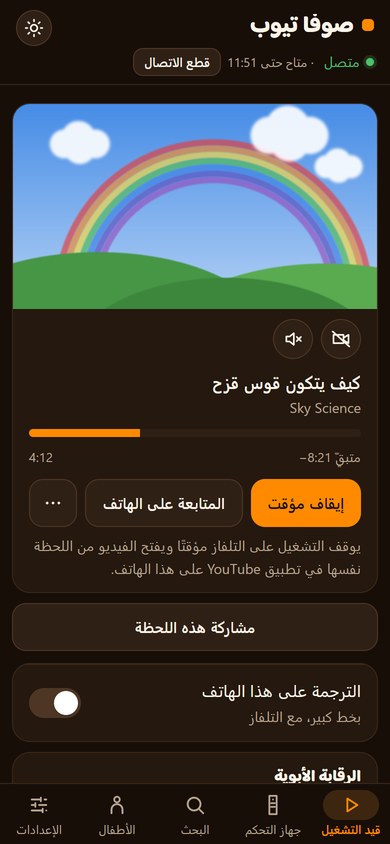 صوفا تيوب
متصل · متاح حتى 11:51 قطع الاتصال
كيف يتكون قوس قزح
Sky Science
4:12 متبقٍّ 8:21−
إيقاف مؤقت المتابعة على الهاتف ...
يوقف التشغيل على التلفاز مؤقتًا ويفتح الفيديو من اللحظة
نفسها في تطبيق YouTube على هذا الهاتف.
مشاركة هذه اللحظة
الترجمة على هذا الهاتف
بخط كبير، مع التلفاز
الرقابة الأبوية
قيد التشغيل جهاز التحكم البحث الأطفال الإعدادات